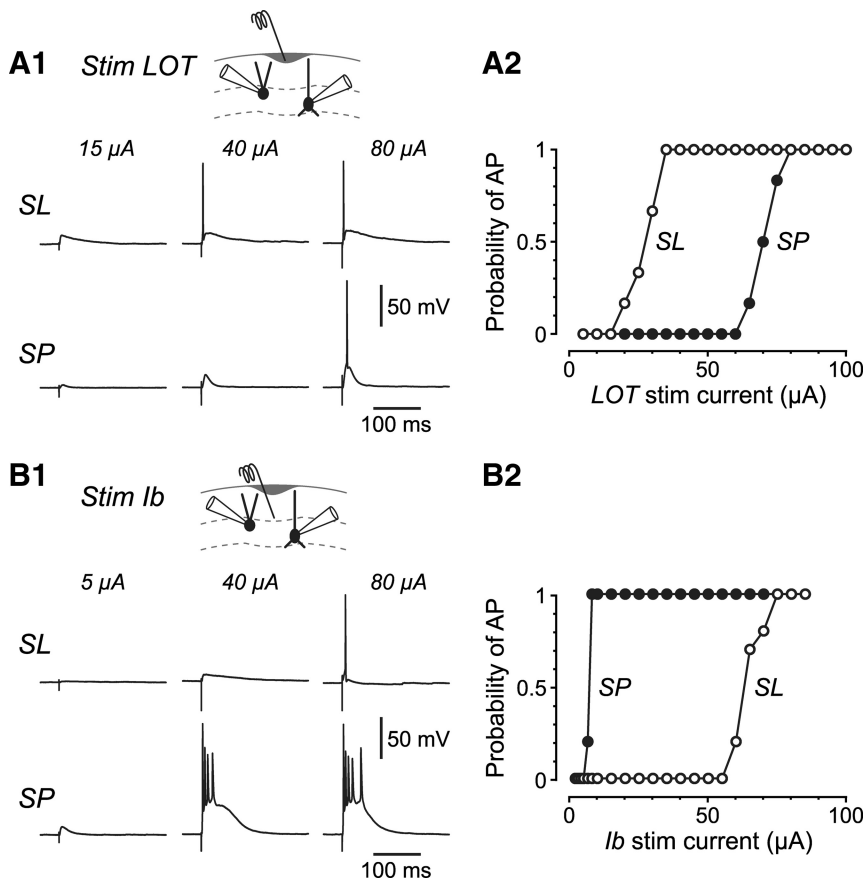 A1 Stim LOT
15 µA 40 µA 80 µA
SL
SP
50 mV
100 ms
A2
Probability of AP
1
0.5
0
SL SP
0 50 100
LOT stim current (µA)
B1 Stim Ib
5 µA 40 µA 80 µA
SL
SP
50 mV
100 ms
B2
Probability of AP
1
0.5
0
SP SL
0 50 100
Ib stim current (µA)